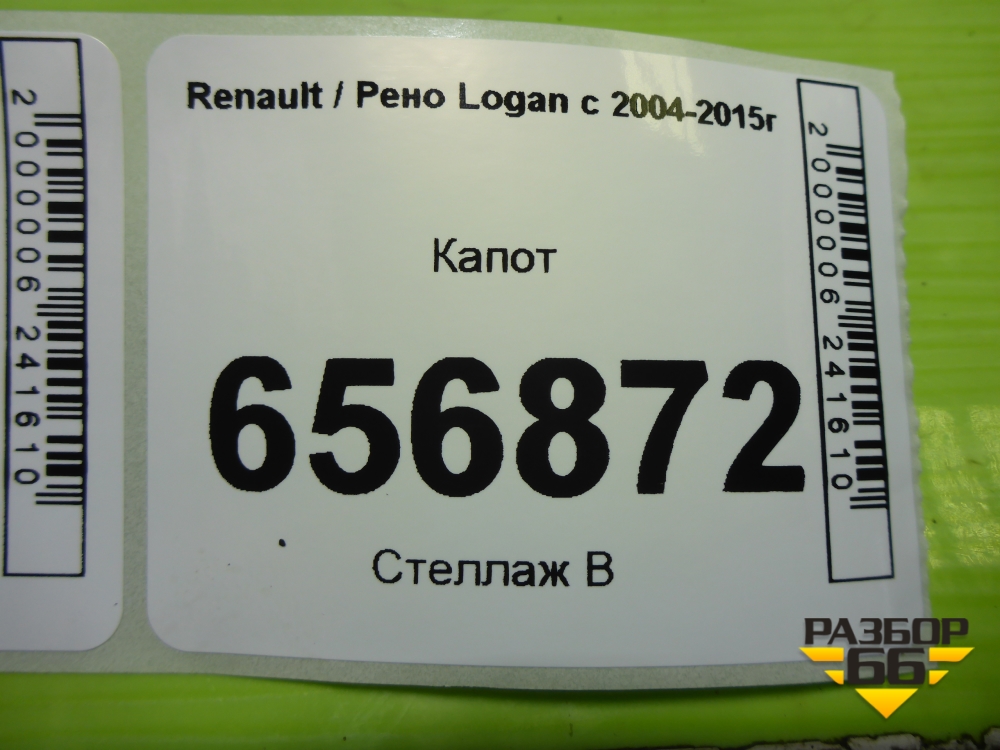 2000006241610
Renault / Рено Logan с 2004-2015г
Капот
656872
Стеллаж В
2000006241610
РАЗБОР
66